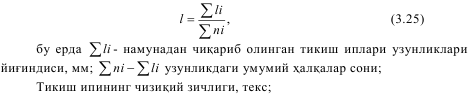 l = ∑li / ∑ni, (3.25)
бу ерда ∑li - намунадан чиқариб олинган тикиш иплари узунликлари
йиғиндиси, мм; ∑ni – ∑li узунликдаги умумий ҳалқалар сони;
Тикиш ипининг чизиқий зичлиги, текс;